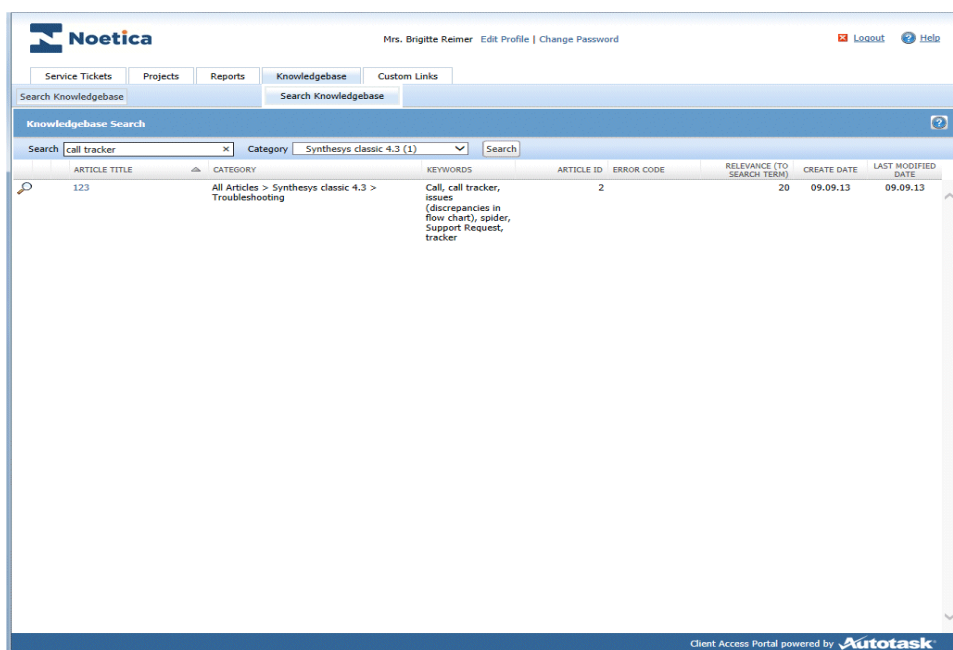 Noetica
Mrs. Brigitte Reimer Edit Profile | Change Password
Logout Help
Service Tickets Projects Reports Knowledgebase Custom Links
Search Knowledgebase Search Knowledgebase
Knowledgebase Search ?
Search call tracker × Category Synthesys classic 4.3 (1) Search
ARTICLE TITLE CATEGORY KEYWORDS ARTICLE ID ERROR CODE RELEVANCE (TO SEARCH TERM) CREATE DATE LAST MODIFIED DATE
123 All Articles > Synthesys classic 4.3 > Call, call tracker, 2 20 09.09.13 09.09.13
Troubleshooting issues
(discrepancies in
flow chart), spider,
Support Request,
tracker
Client Access Portal powered by Autotask